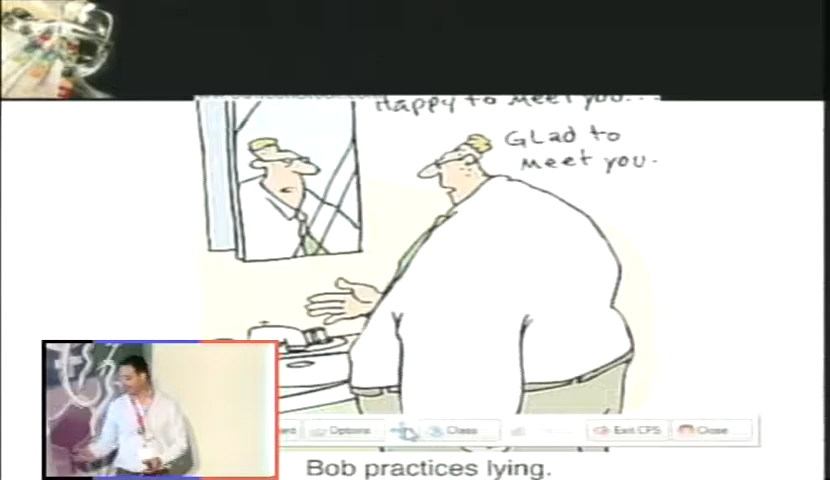 Happy to meet you...
Glad to
meet you.
Options
Class
Exit CPS
Close
Bob practices lying.